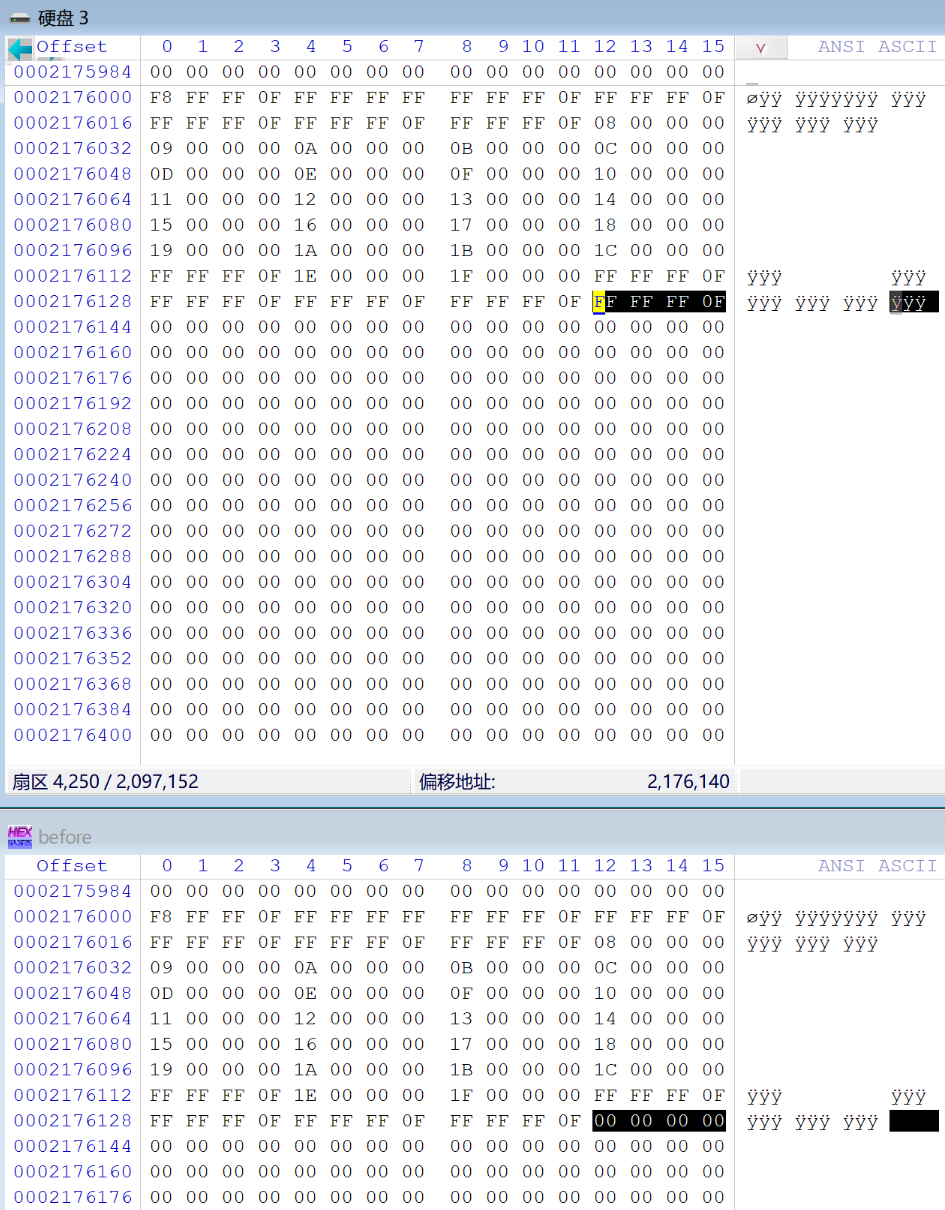 硬盘 3
Offset 0 1 2 3 4 5 6 7 8 9 10 11 12 13 14 15 ANSI ASCII
0002175984 00 00 00 00 00 00 00 00 00 00 00 00 00 00 00 00
0002176000 F8 FF FF 0F FF FF FF FF FF FF FF 0F FF FF FF 0F øÿÿ ÿÿÿÿÿÿÿ ÿÿÿ
0002176016 FF FF FF 0F FF FF FF 0F FF FF FF 0F 08 00 00 00 ÿÿÿ ÿÿÿ ÿÿÿ
0002176032 09 00 00 00 0A 00 00 00 0B 00 00 00 0C 00 00 00
0002176048 0D 00 00 00 0E 00 00 00 0F 00 00 00 10 00 00 00
0002176064 11 00 00 00 12 00 00 00 13 00 00 00 14 00 00 00
0002176080 15 00 00 00 16 00 00 00 17 00 00 00 18 00 00 00
0002176096 19 00 00 00 1A 00 00 00 1B 00 00 00 1C 00 00 00
0002176112 FF FF FF 0F 1E 00 00 00 1F 00 00 00 FF FF FF 0F ÿÿÿ ÿÿÿ
0002176128 FF FF FF 0F FF FF FF 0F FF FF FF 0F FF FF FF 0F ÿÿÿ ÿÿÿ ÿÿÿ ÿÿÿ
0002176144 00 00 00 00 00 00 00 00 00 00 00 00 00 00 00 00
0002176160 00 00 00 00 00 00 00 00 00 00 00 00 00 00 00 00
0002176176 00 00 00 00 00 00 00 00 00 00 00 00 00 00 00 00
0002176192 00 00 00 00 00 00 00 00 00 00 00 00 00 00 00 00
0002176208 00 00 00 00 00 00 00 00 00 00 00 00 00 00 00 00
0002176224 00 00 00 00 00 00 00 00 00 00 00 00 00 00 00 00
0002176240 00 00 00 00 00 00 00 00 00 00 00 00 00 00 00 00
0002176256 00 00 00 00 00 00 00 00 00 00 00 00 00 00 00 00
0002176272 00 00 00 00 00 00 00 00 00 00 00 00 00 00 00 00
0002176288 00 00 00 00 00 00 00 00 00 00 00 00 00 00 00 00
0002176304 00 00 00 00 00 00 00 00 00 00 00 00 00 00 00 00
0002176320 00 00 00 00 00 00 00 00 00 00 00 00 00 00 00 00
0002176336 00 00 00 00 00 00 00 00 00 00 00 00 00 00 00 00
0002176352 00 00 00 00 00 00 00 00 00 00 00 00 00 00 00 00
0002176368 00 00 00 00 00 00 00 00 00 00 00 00 00 00 00 00
0002176384 00 00 00 00 00 00 00 00 00 00 00 00 00 00 00 00
0002176400 00 00 00 00 00 00 00 00 00 00 00 00 00 00 00 00
扇区 4,250 / 2,097,152 偏移地址: 2,176,140
HEX before
Offset 0 1 2 3 4 5 6 7 8 9 10 11 12 13 14 15 ANSI ASCII
0002175984 00 00 00 00 00 00 00 00 00 00 00 00 00 00 00 00
0002176000 F8 FF FF 0F FF FF FF FF FF FF FF 0F FF FF FF 0F øÿÿ ÿÿÿÿÿÿÿ ÿÿÿ
0002176016 FF FF FF 0F FF FF FF 0F FF FF FF 0F 08 00 00 00 ÿÿÿ ÿÿÿ ÿÿÿ
0002176032 09 00 00 00 0A 00 00 00 0B 00 00 00 0C 00 00 00
0002176048 0D 00 00 00 0E 00 00 00 0F 00 00 00 10 00 00 00
0002176064 11 00 00 00 12 00 00 00 13 00 00 00 14 00 00 00
0002176080 15 00 00 00 16 00 00 00 17 00 00 00 18 00 00 00
0002176096 19 00 00 00 1A 00 00 00 1B 00 00 00 1C 00 00 00
0002176112 FF FF FF 0F 1E 00 00 00 1F 00 00 00 FF FF FF 0F ÿÿÿ ÿÿÿ
0002176128 FF FF FF 0F FF FF FF 0F FF FF FF 0F 00 00 00 00 ÿÿÿ ÿÿÿ ÿÿÿ
0002176144 00 00 00 00 00 00 00 00 00 00 00 00 00 00 00 00
0002176160 00 00 00 00 00 00 00 00 00 00 00 00 00 00 00 00
0002176176 00 00 00 00 00 00 00 00 00 00 00 00 00 00 00 00